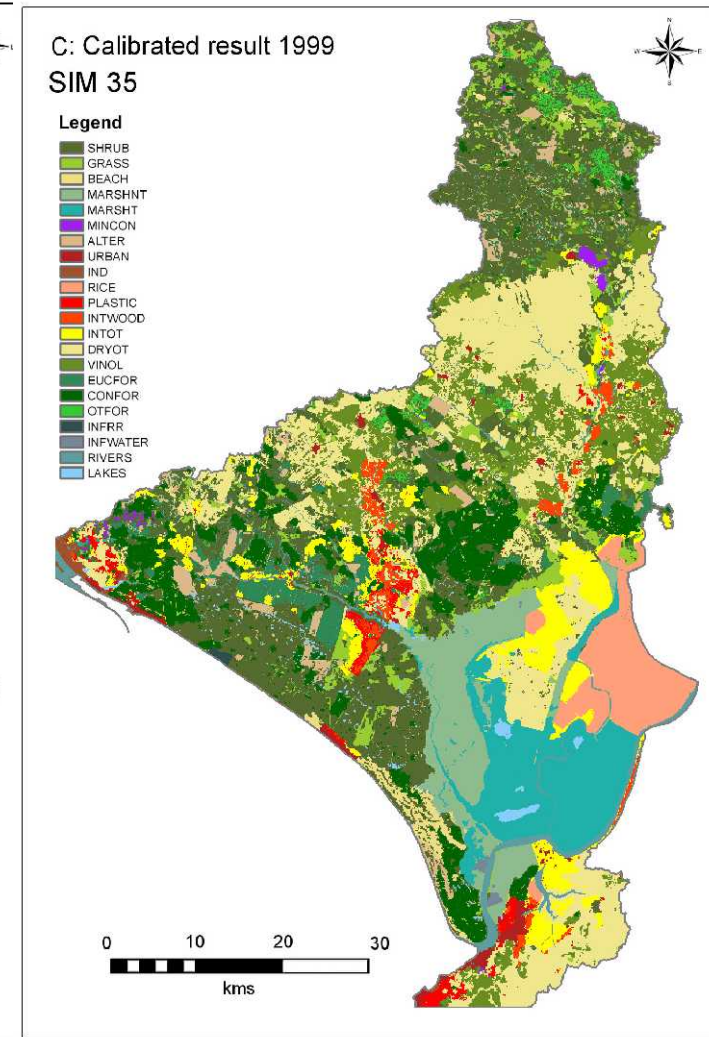 C: Calibrated result 1999
SIM 35
N
W
E
S
Legend
SHRUB
GRASS
BEACH
MARSHNT
MARSHT
MINCON
ALTER
URBAN
IND
RICE
PLASTIC
INTWOOD
INTOT
DRYOT
VINOL
EUCFOR
CONFOR
OTFOR
INFRR
INFWATER
RIVERS
LAKES
0 10 20 30
kms